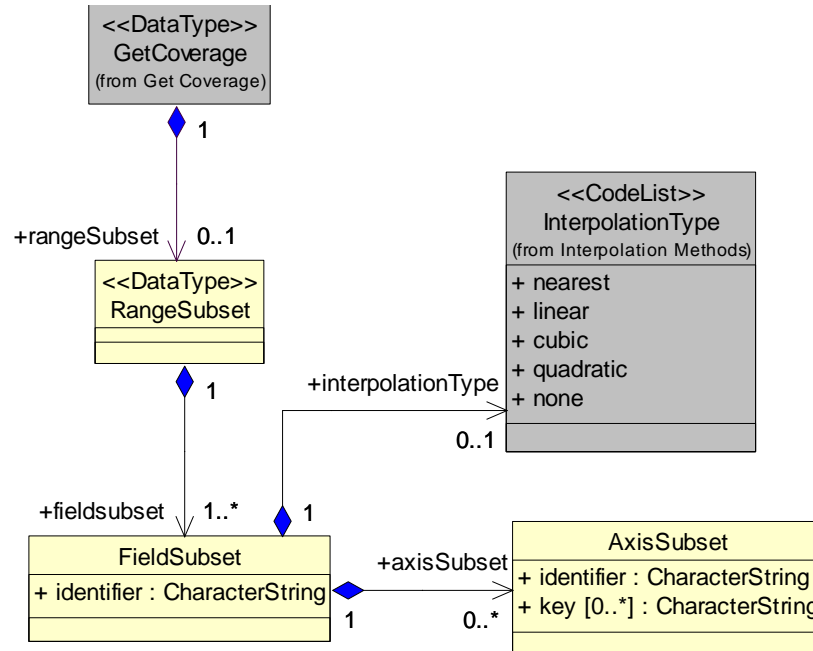 <<DataType>>
GetCoverage
(from Get Coverage)
1
+rangeSubset
0..1
<<DataType>>
RangeSubset
1
<<CodeList>>
InterpolationType
(from Interpolation Methods)
+ nearest
+ linear
+ cubic
+ quadratic
+ none
+interpolationType
0..1
+fieldsubset
1..*
1
FieldSubset
+ identifier : CharacterString
+axisSubset
1
0..*
AxisSubset
+ identifier : CharacterString
+ key [0..*] : CharacterString